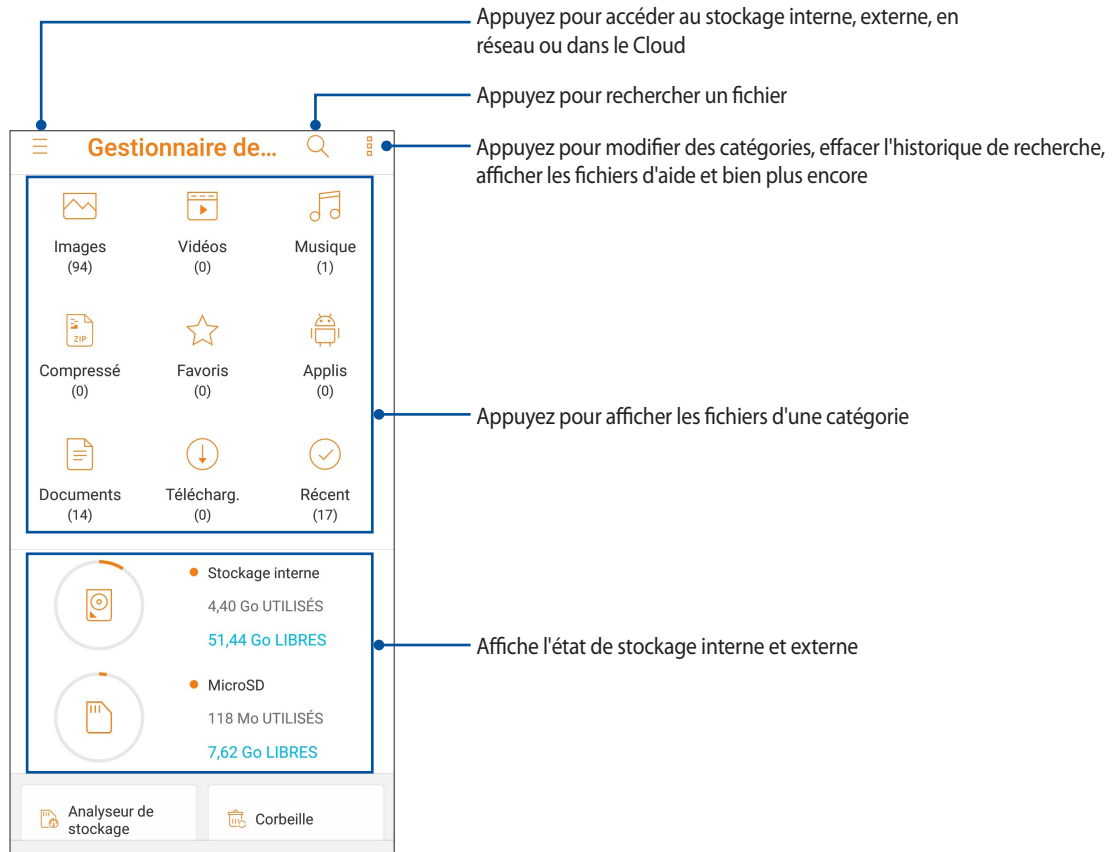 Appuyez pour accéder au stockage interne, externe, en
réseau ou dans le Cloud
Appuyez pour rechercher un fichier
Appuyez pour modifier des catégories, effacer l'historique de recherche,
afficher les fichiers d'aide et bien plus encore
Gestionnaire de...
Images
(94)
Vidéos
(0)
Musique
(1)
ZIP
Compressé
(0)
Favoris
(0)
Applis
(0)
Appuyez pour afficher les fichiers d'une catégorie
Documents
(14)
Télécharg.
(0)
Récent
(17)
Stockage interne
4,40 Go UTILISÉS
51,44 Go LIBRES
Affiche l'état de stockage interne et externe
MicroSD
118 Mo UTILISÉS
7,62 Go LIBRES
Analyseur de
stockage
Corbeille